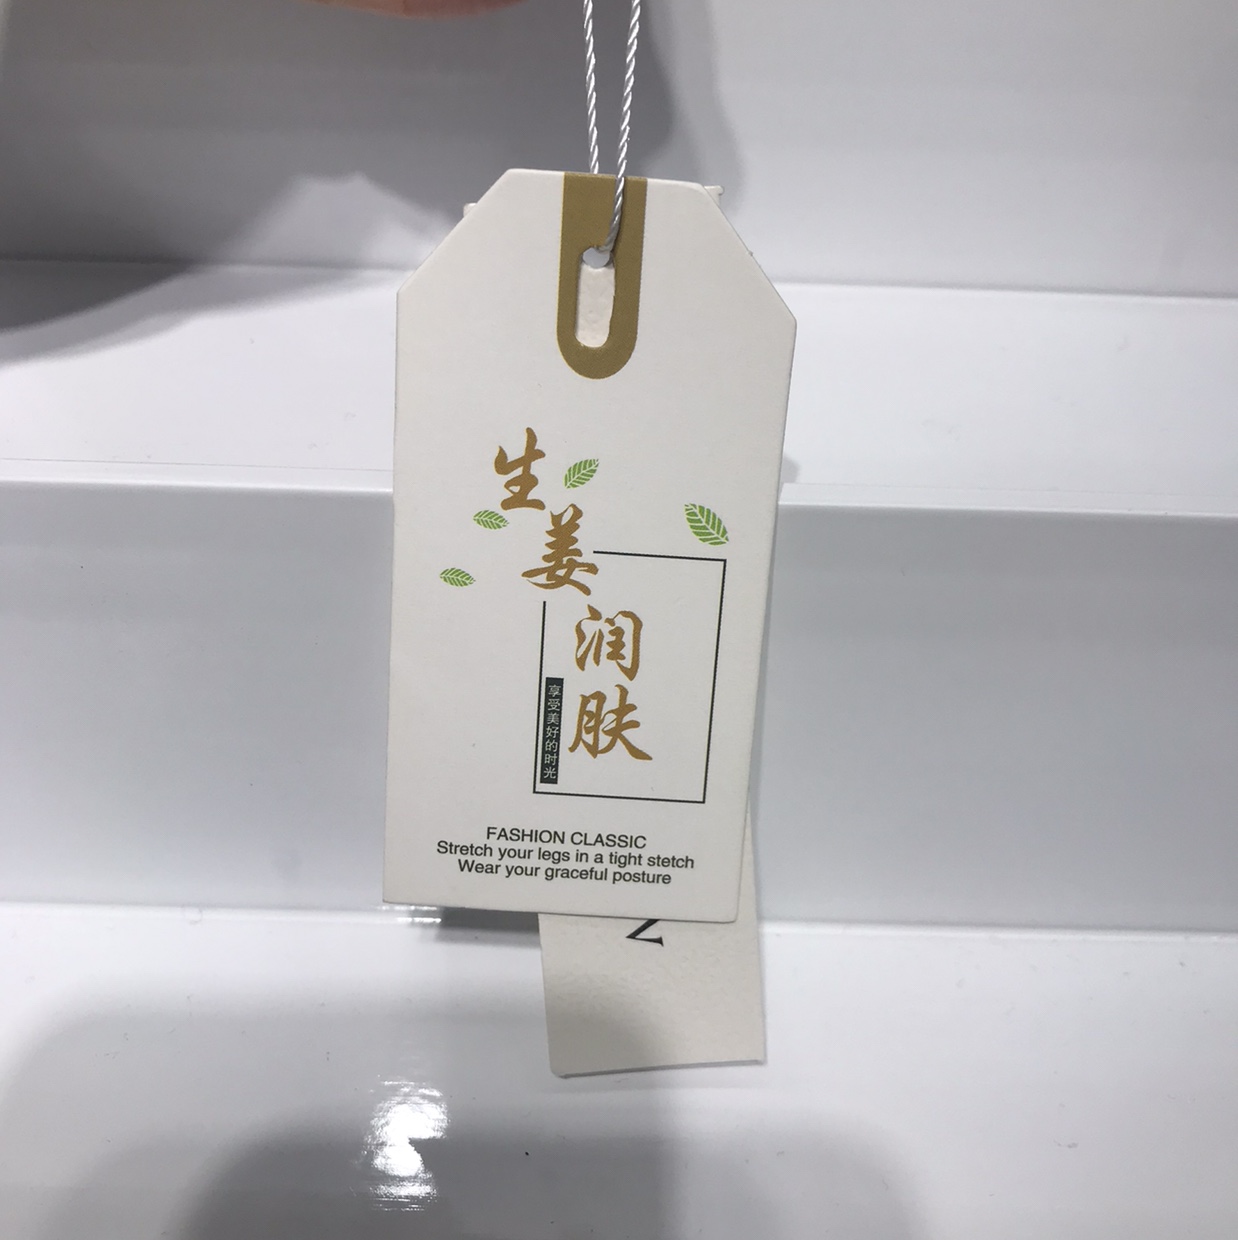 生姜润肤
享受美好的时光
FASHION CLASSIC
Stretch your legs in a tight stetch
Wear your graceful posture